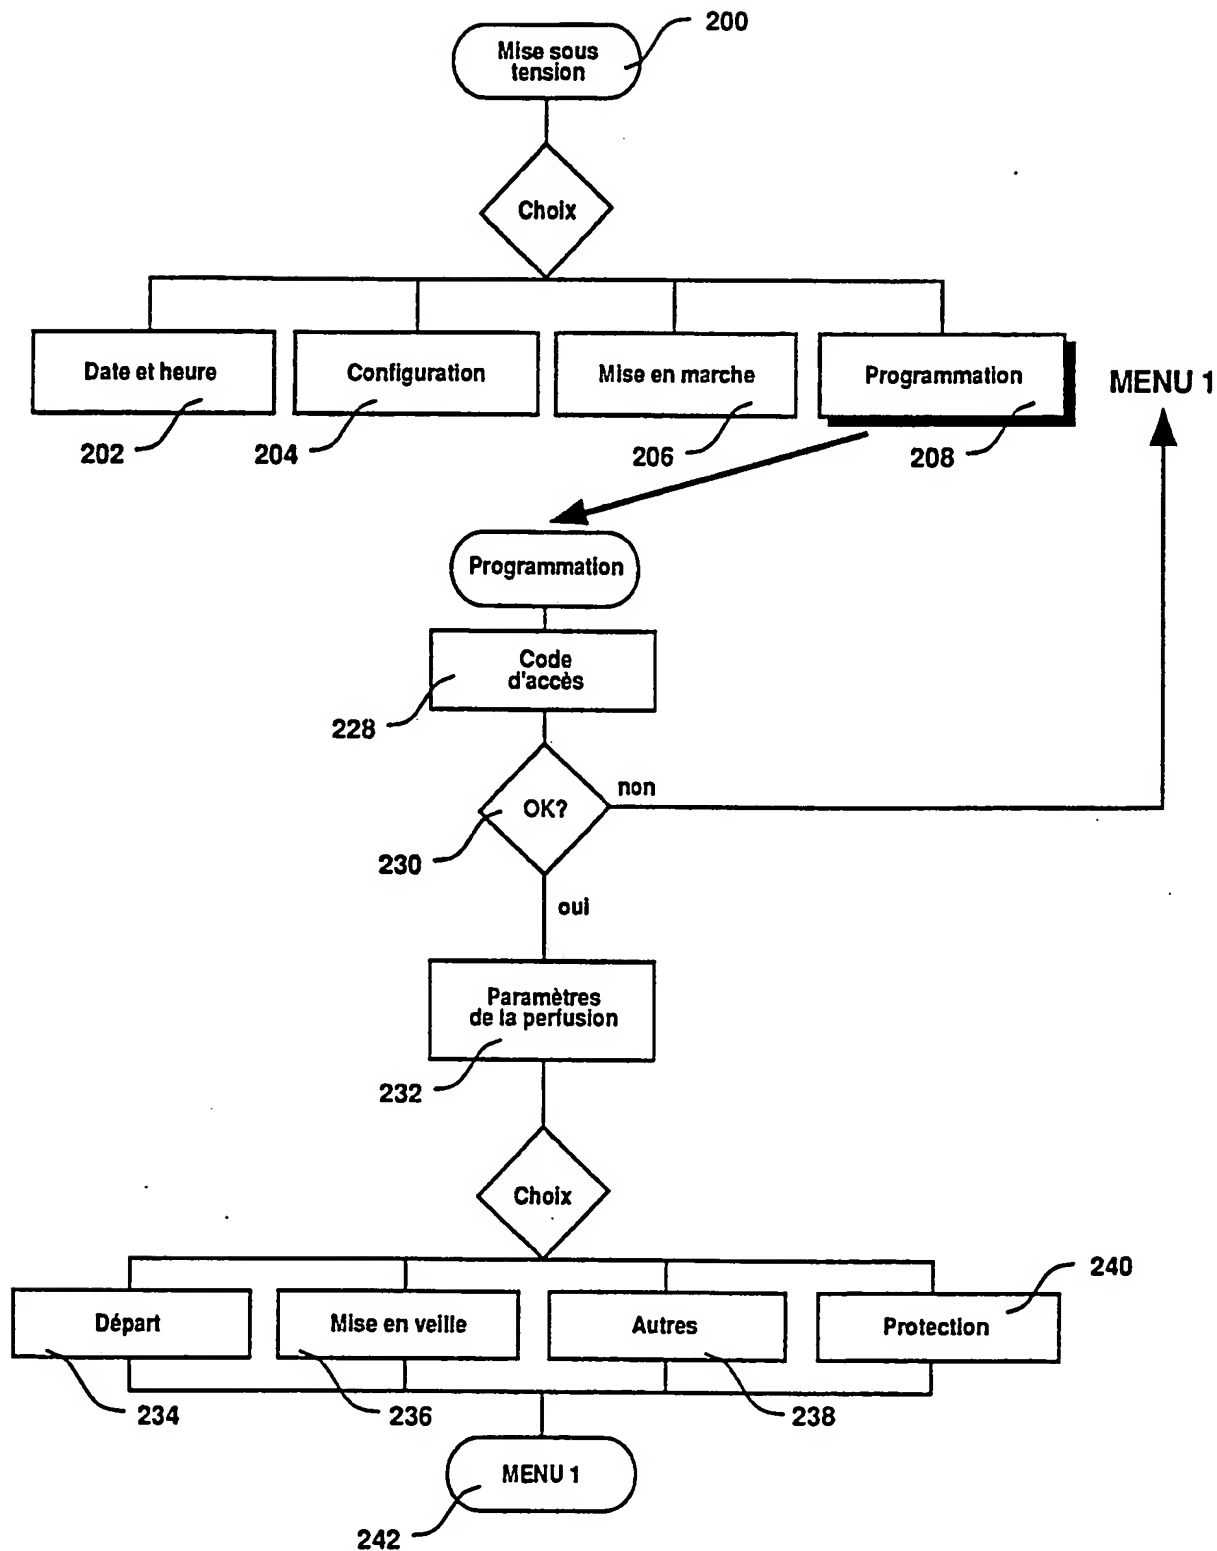 200
Mise sous
tension
Choix
Date et heure
Configuration
Mise en marche
Programmation
MENU 1
202
204
206
208
Programmation
Code
d'accès
228
OK?
non
230
oui
Paramètres
de la perfusion
232
Choix
240
Départ
Mise en veille
Autres
Protection
234
236
238
MENU 1
242